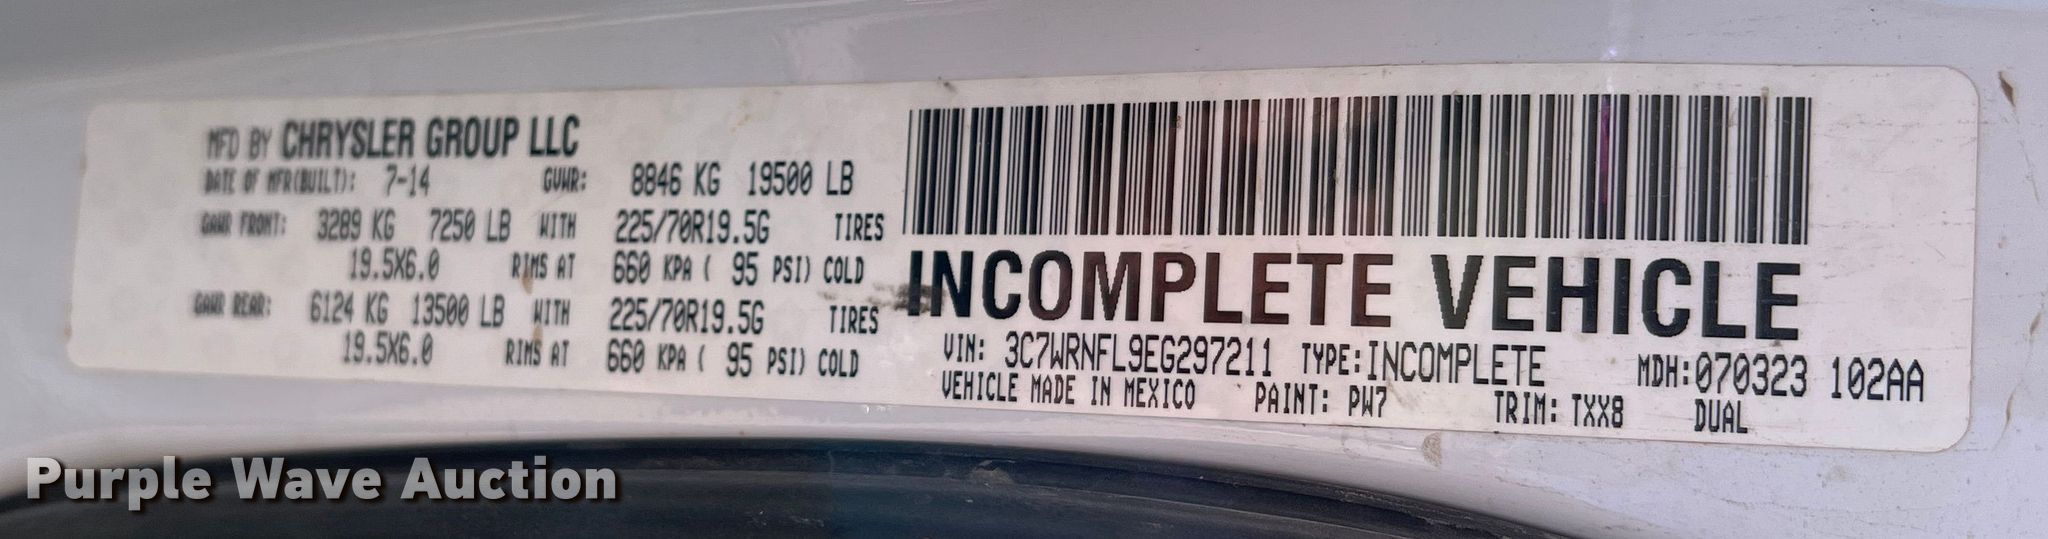 MFD BY CHRYSLER GROUP LLC
DATE OF MFR(BUILT): 7-14 GVWR: 8846 KG 19500 LB
GAWR FRONT: 3289 KG 7250 LB WITH 225/70R19.5G TIRES
19.5X6.0 RIMS AT 660 KPA ( 95 PSI) COLD
GAWR REAR: 6124 KG 13500 LB WITH 225/70R19.5G TIRES
19.5X6.0 RIMS AT 660 KPA ( 95 PSI) COLD
INCOMPLETE VEHICLE
VIN: 3C7WRNFL9EG297211 TYPE:INCOMPLETE MDH:070323 102AA
VEHICLE MADE IN MEXICO PAINT: PW7 TRIM: TXX8 DUAL
Purple Wave Auction